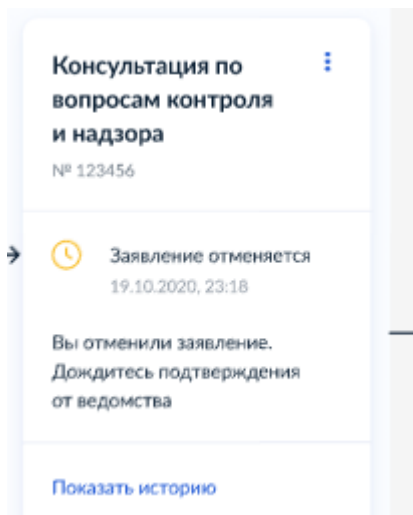 Консультация по
вопросам контроля
и надзора
№ 123456
Заявление отменяется
19.10.2020, 23:18
Вы отменили заявление.
Дождитесь подтверждения
от ведомства
Показать историю